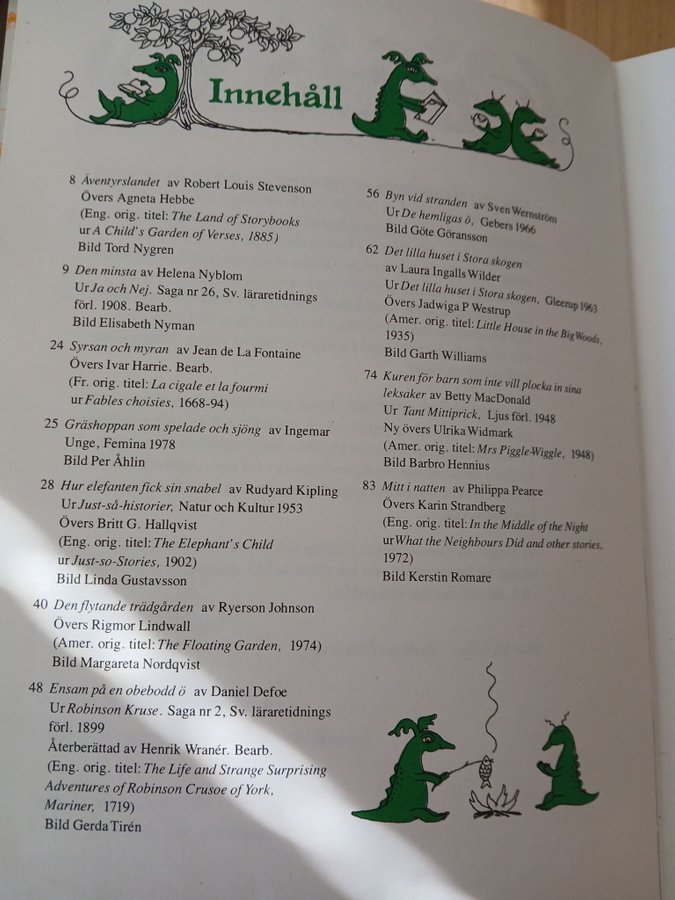 Innehåll
8 Äventyrslandet av Robert Louis Stevenson
Övers Agneta Hebbe
(Eng. orig. titel: The Land of Storybooks
ur A Child's Garden of Verses, 1885)
Bild Tord Nygren
9 Den minsta av Helena Nyblom
Ur Ja och Nej. Saga nr 26, Sv. läraretidnings
förl. 1908. Bearb.
Bild Elisabeth Nyman
24 Syrsan och myran av Jean de La Fontaine
Övers Ivar Harrie. Bearb.
(Fr. orig. titel: La cigale et la fourmi
ur Fables choisies, 1668-94)
25 Gräshoppan som spelade och sjöng av Ingemar
Unge, Femina 1978
Bild Per Åhlin
28 Hur elefanten fick sin snabel av Rudyard Kipling
Ur Just-så-historier, Natur och Kultur 1953
Övers Britt G. Hallqvist
(Eng. orig. titel: The Elephant's Child
ur Just-so-Stories, 1902)
Bild Linda Gustavsson
40 Den flytande trädgården av Ryerson Johnson
Övers Rigmor Lindwall
(Amer. orig. titel: The Floating Garden, 1974)
Bild Margareta Nordqvist
48 Ensam på en obebodd ö av Daniel Defoe
Ur Robinson Kruse. Saga nr 2, Sv. läraretidnings
förl. 1899
Återberättad av Henrik Wranér. Bearb.
(Eng. orig. titel: The Life and Strange Surprising
Adventures of Robinson Crusoe of York,
Mariner, 1719)
Bild Gerda Tirén
56 Byn vid stranden av Sven Wernström
Ur De hemligas ö, Gebers 1966
Bild Göte Göransson
62 Det lilla huset i Stora skogen
av Laura Ingalls Wilder
Ur Det lilla huset i Stora skogen, Gleerup 1963
Övers Jadwiga P Westrup
(Amer. orig. titel: Little House in the Big Woods,
1935)
Bild Garth Williams
74 Kuren för barn som inte vill plocka in sina
leksaker av Betty MacDonald
Ur Tant Mittiprick, Ljus förl. 1948
Ny övers Ulrika Widmark
(Amer. orig. titel: Mrs Piggle-Wiggle, 1948)
Bild Barbro Hennius
83 Mitt i natten av Philippa Pearce
Övers Karin Strandberg
(Eng. orig. titel: In the Middle of the Night
ur What the Neighbours Did and other stories,
1972)
Bild Kerstin Romare